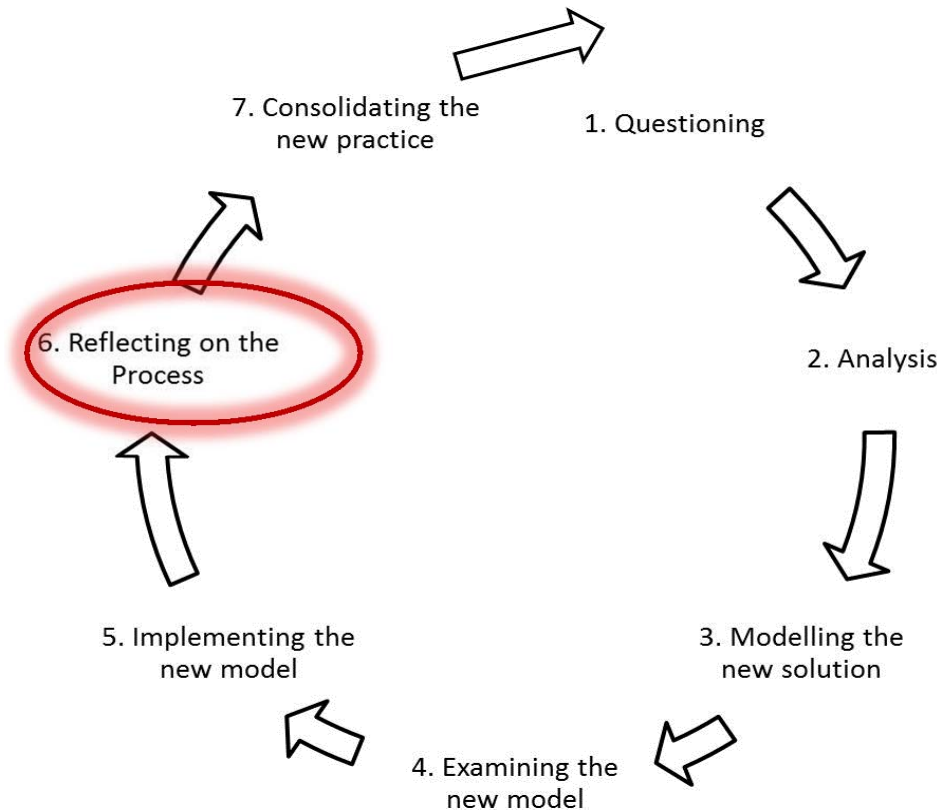 7. Consolidating the
new practice
1. Questioning
6. Reflecting on the
Process
2. Analysis
5. Implementing the
new model
3. Modelling the
new solution
4. Examining the
new model